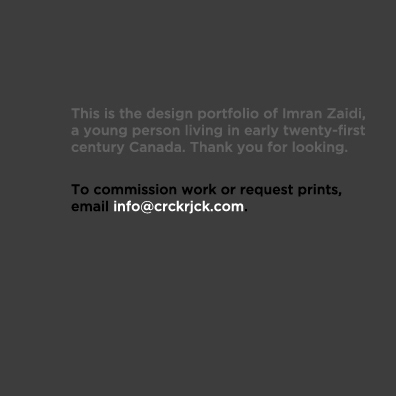 This is the design portfolio of Imran Zaidi,
a young person living in early twenty-first
century Canada. Thank you for looking.
To commission work or request prints,
email info@crckrjck.com.